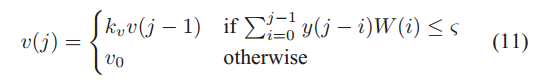 v(j) = { k_v v(j − 1) if ∑_{i=0}^{j−1} y(j − i)W(i) ≤ ς
v_0 otherwise (11)